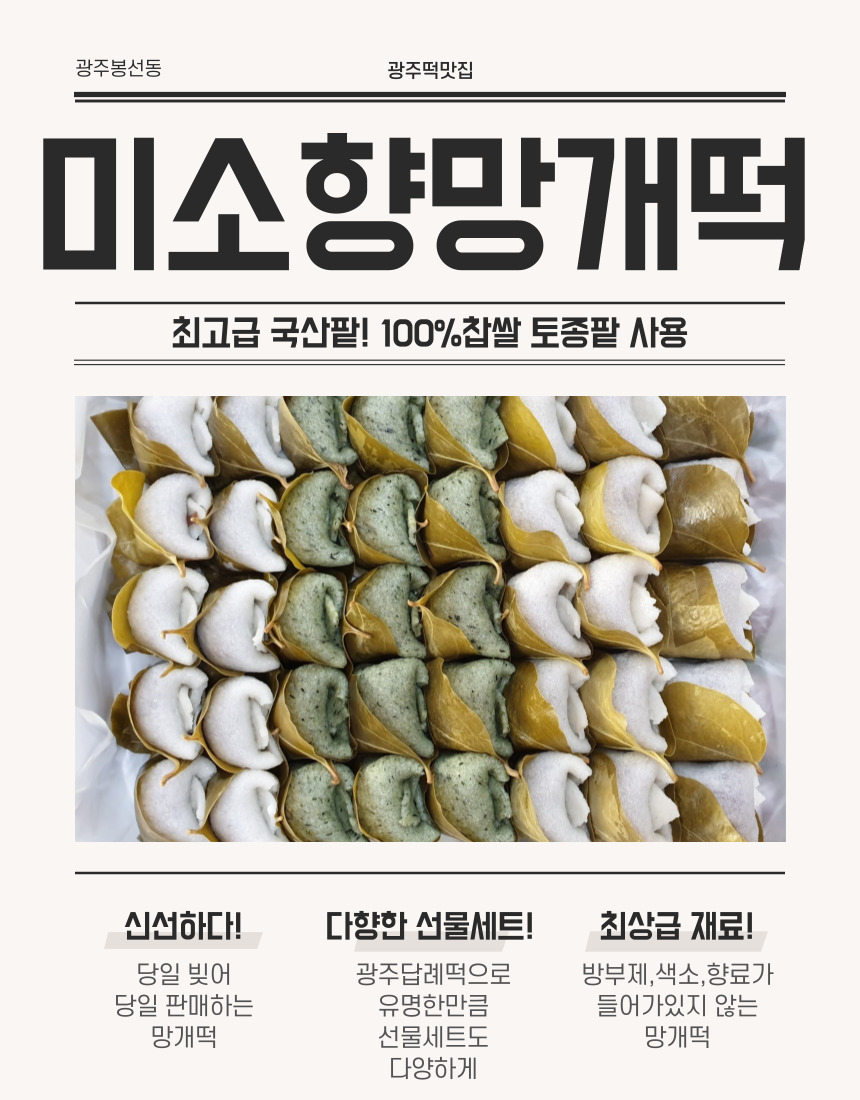 광주봉선동
광주떡맛집
미소향망개떡
최고급 국산팥! 100%찹쌀 토종팥 사용
신선하다!
당일 빚어
당일 판매하는
망개떡
다향한 선물세트!
광주답례떡으로
유명한만큼
선물세트도
다양하게
최상급 재료!
방부제,색소,향료가
들어가있지 않는
망개떡